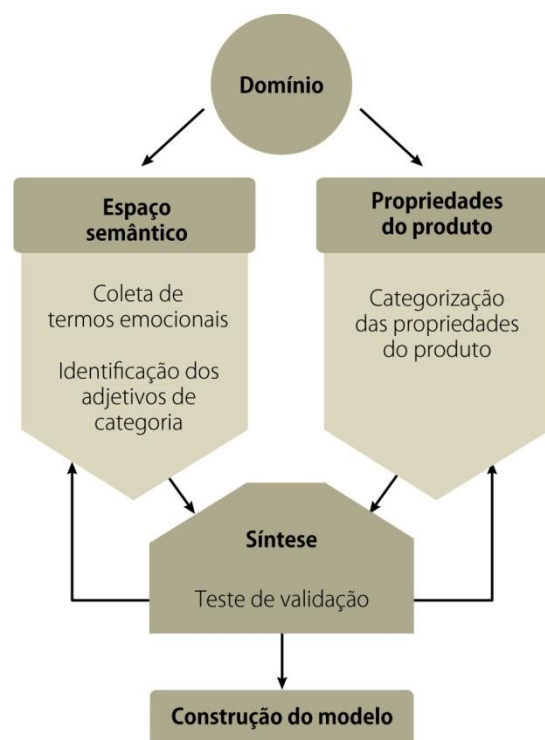 Domínio
Espaço
semântico
Coleta de
termos emocionais
Identificação dos
adjetivos de
categoria
Propriedades
do produto
Categorização
das propriedades
do produto
Síntese
Teste de validação
Construção do modelo